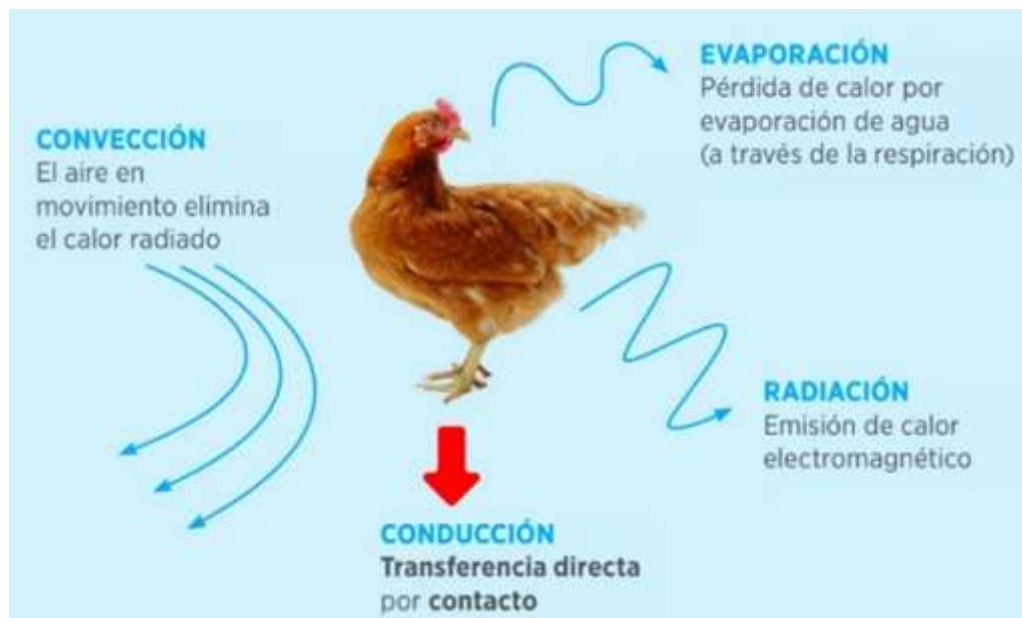 EVAPORACIÓN
Pérdida de calor por
evaporación de agua
(a través de la respiración)
CONVECCIÓN
El aire en
movimiento elimina
el calor radiado
RADIACIÓN
Emisión de calor
electromagnético
CONDUCCIÓN
Transferencia directa
por contacto